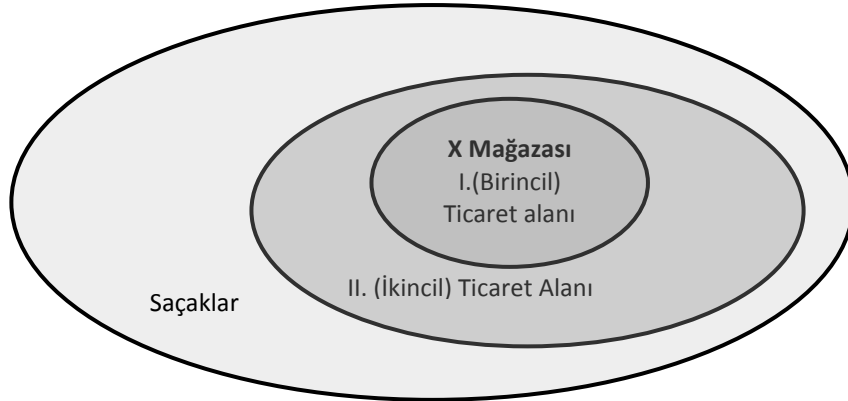 X Mağazası
I.(Birincil)
Ticaret alanı
II. (İkincil) Ticaret Alanı
Saçaklar